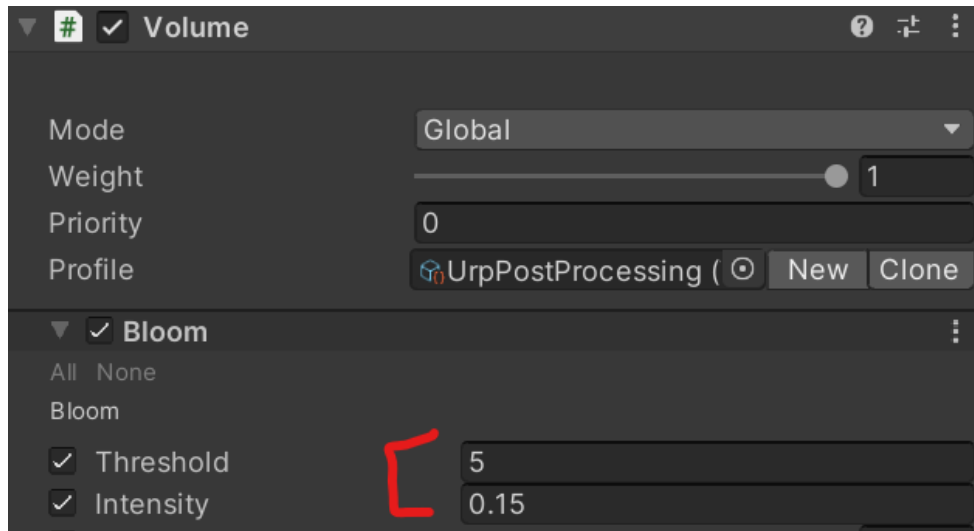 # Volume
Mode Global
Weight 1
Priority 0
Profile UrpPostProcessing ( New Clone
Bloom
All None
Bloom
Threshold 5
Intensity 0.15